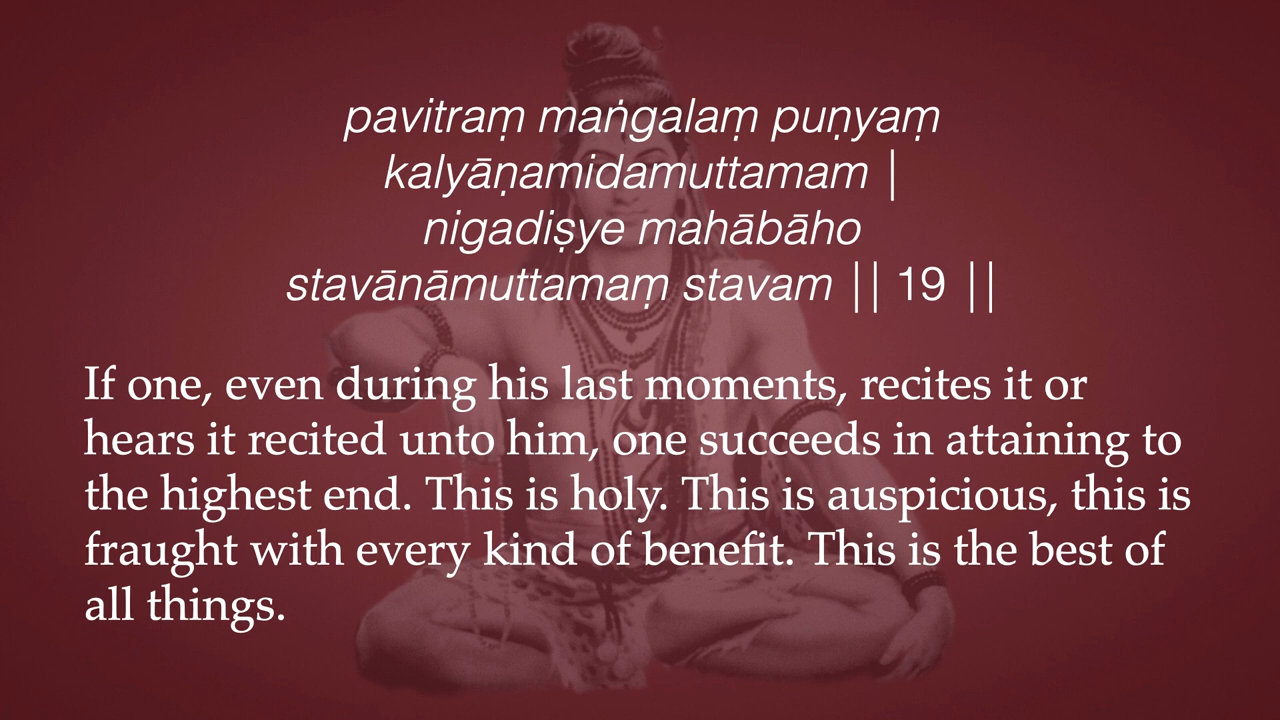 pavitraṃ maṅgalaṃ puṇyaṃ
kalyāṇamidamuttamam |
nigadiṣye mahābāho
stavānāmuttamaṃ stavam || 19 ||
If one, even during his last moments, recites it or
hears it recited unto him, one succeeds in attaining to
the highest end. This is holy. This is auspicious, this is
fraught with every kind of benefit. This is the best of
all things.